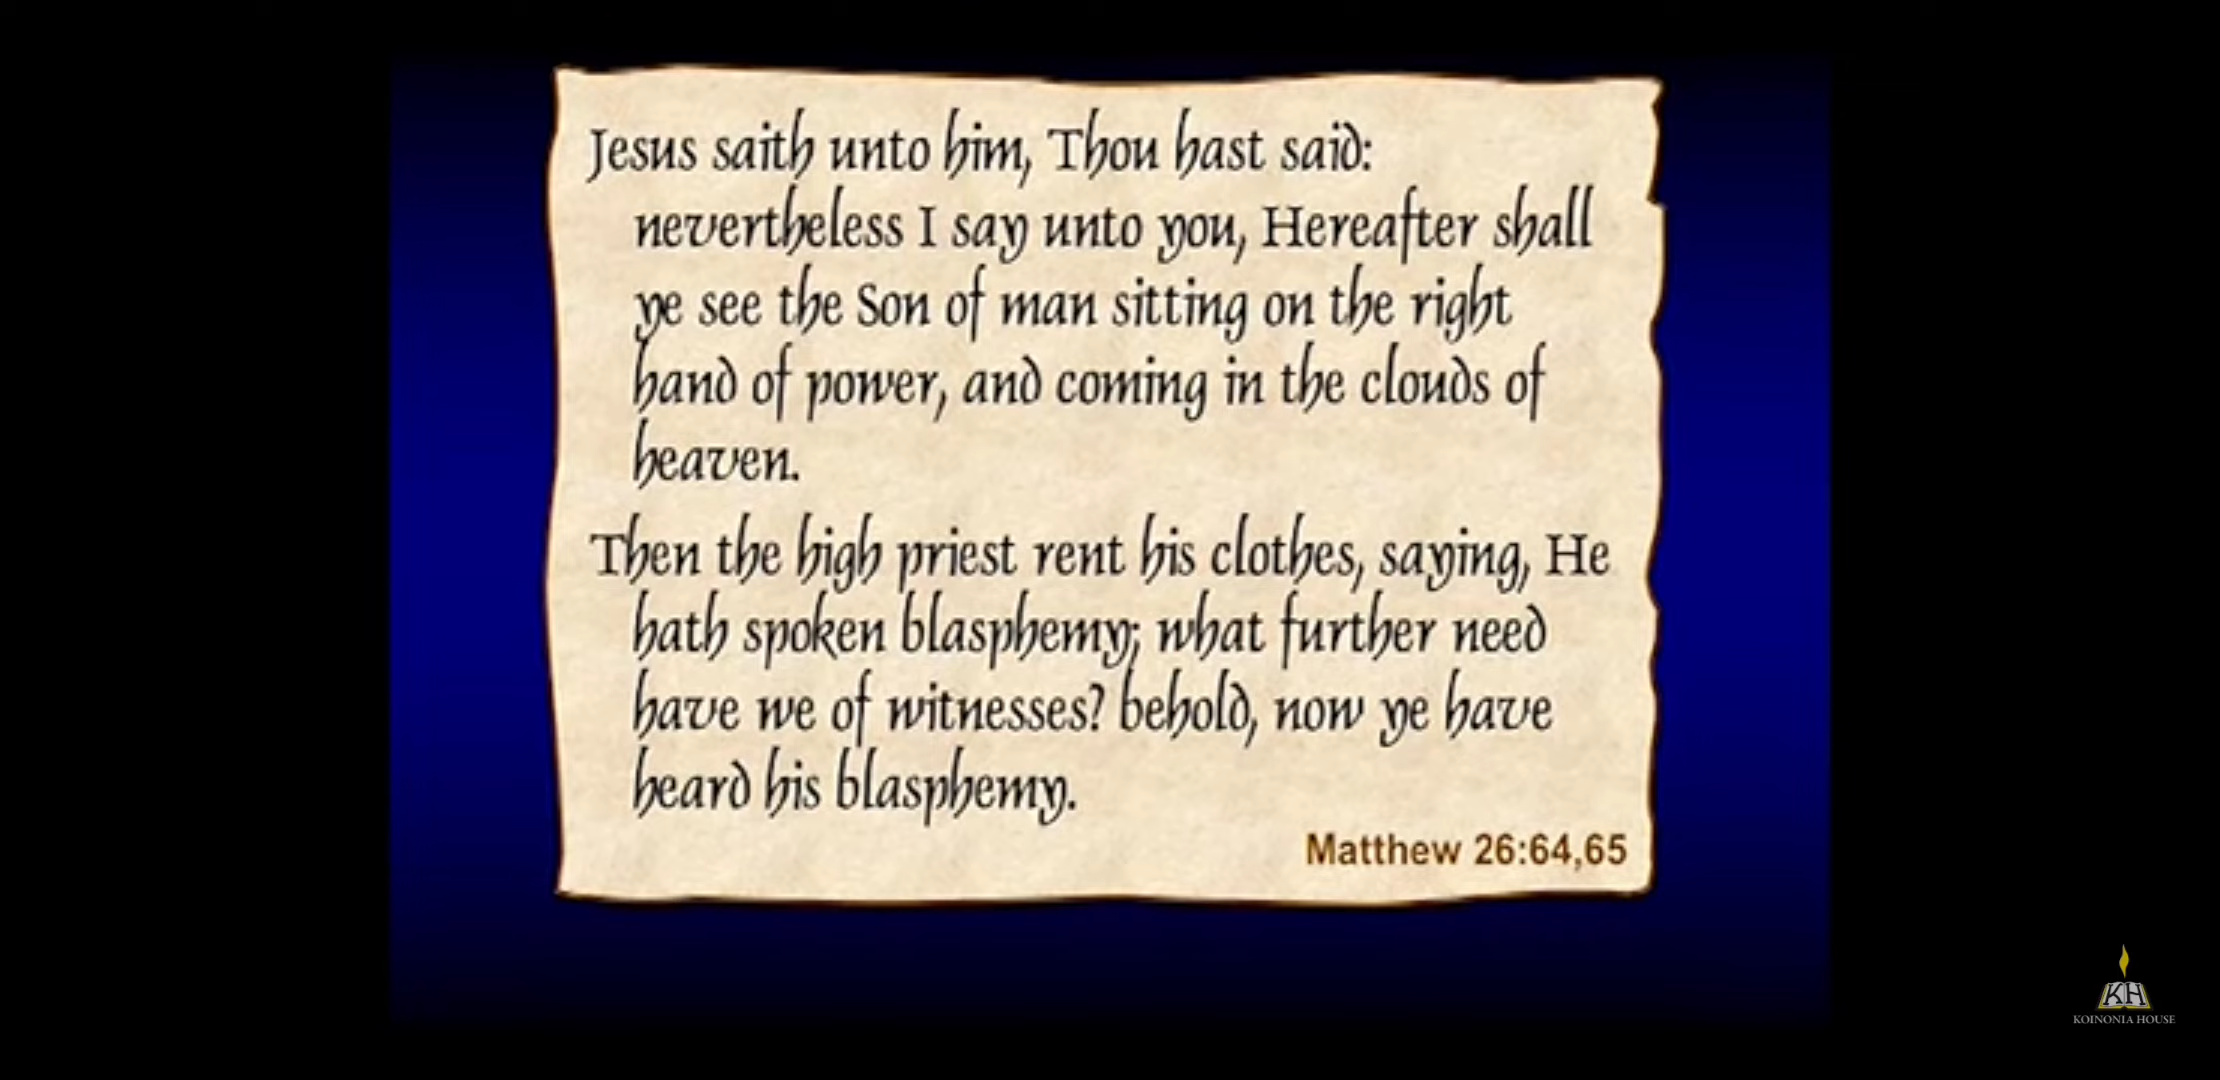 Jesus saith unto him, Thou hast said:
nevertheless I say unto you, Hereafter shall
ye see the Son of man sitting on the right
hand of power, and coming in the clouds of
heaven.
Then the high priest rent his clothes, saying, He
hath spoken blasphemy; what further need
have we of witnesses? behold, now ye have
heard his blasphemy.
Matthew 26:64,65
KH
KOINONIA HOUSE